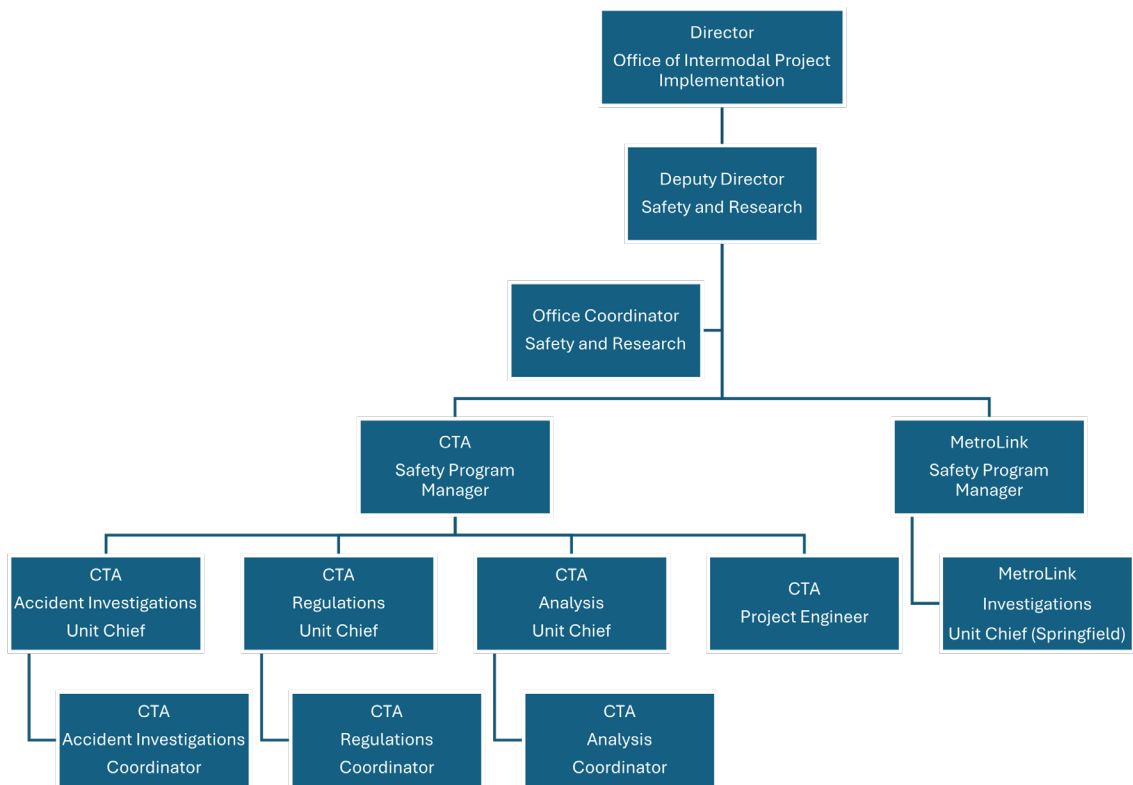 Director
Office of Intermodal Project
Implementation
Deputy Director
Safety and Research
Office Coordinator
Safety and Research
CTA
Safety Program
Manager
MetroLink
Safety Program
Manager
CTA
Accident Investigations
Unit Chief
CTA
Regulations
Unit Chief
CTA
Analysis
Unit Chief
CTA
Project Engineer
MetroLink
Investigations
Unit Chief (Springfield)
CTA
Accident Investigations
Coordinator
CTA
Regulations
Coordinator
CTA
Analysis
Coordinator